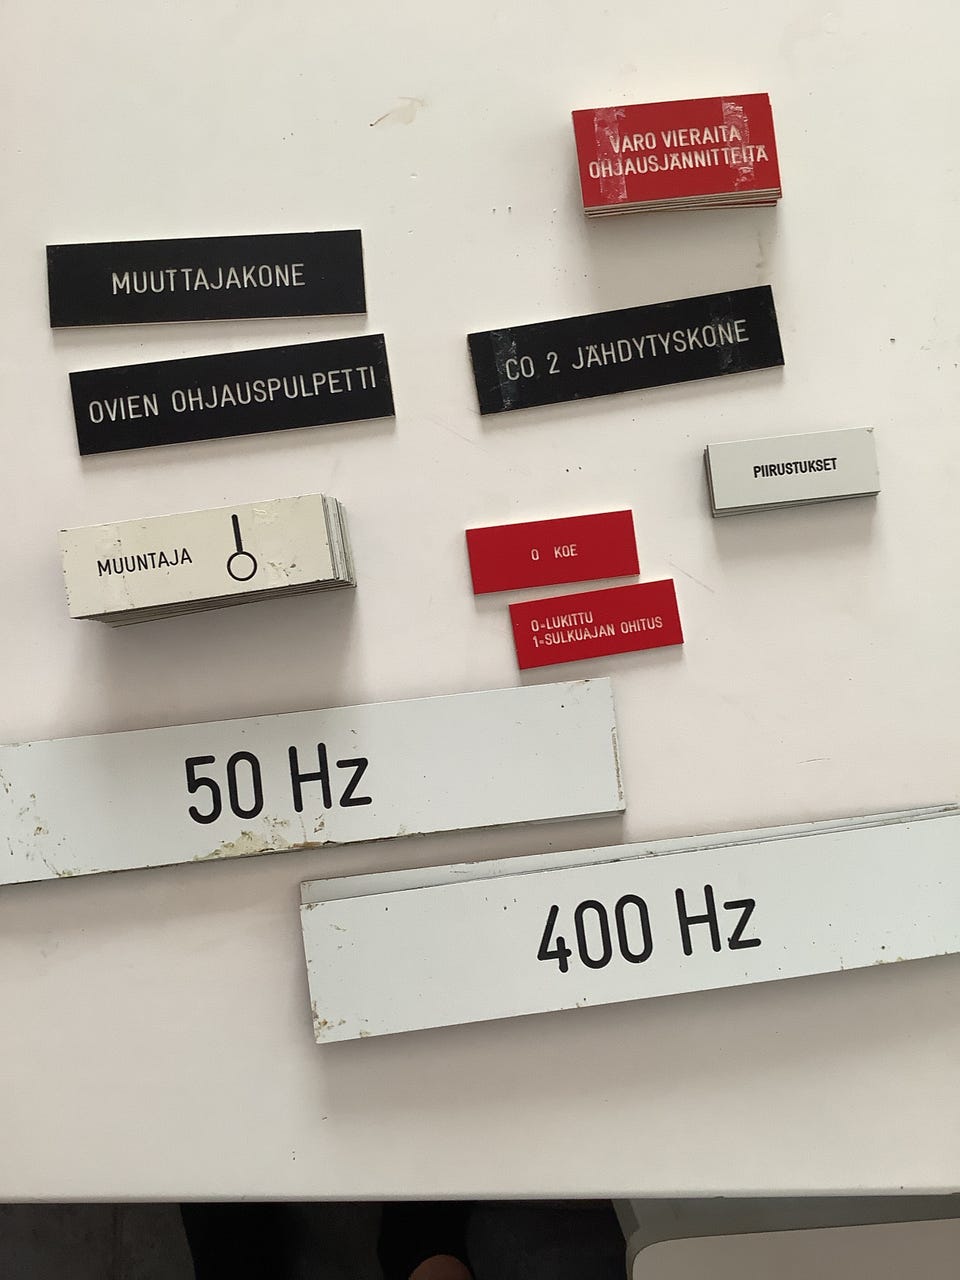 VARO VIERAITA
OHJAUSJÄNNITTEITÄ
MUUTTAJAKONE
OVIEN OHJAUSPULPETTI
CO 2 JÄHDYTYSKONE
PIIRUSTUKSET
MUUNTAJA
0 KOE
0=LUKITTU
1=SULKUAJAN OHITUS
50 Hz
400 Hz